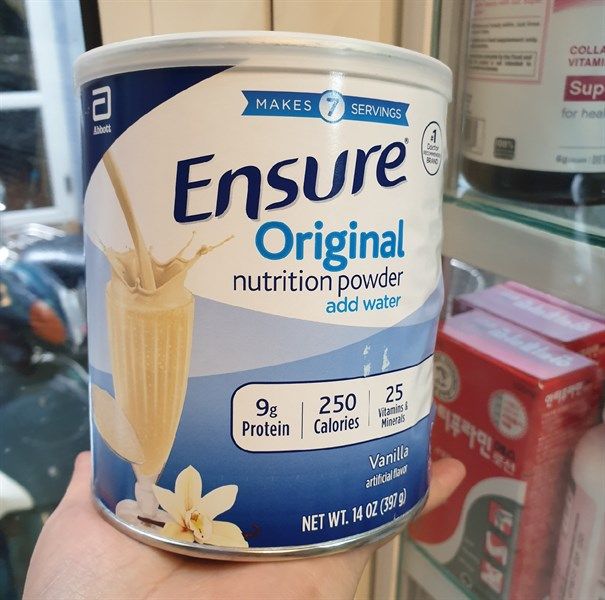 Abbott
MAKES 7 SERVINGS
#1
Doctor
RECOMMENDED
BRAND
Ensure®
Original
nutrition powder
add water
9g
Protein
250
Calories
25
Vitamins &
Minerals
Vanilla
artificial flavor
NET WT. 14 OZ (397 g)
COLLA
VITAMI
Sup
for heal